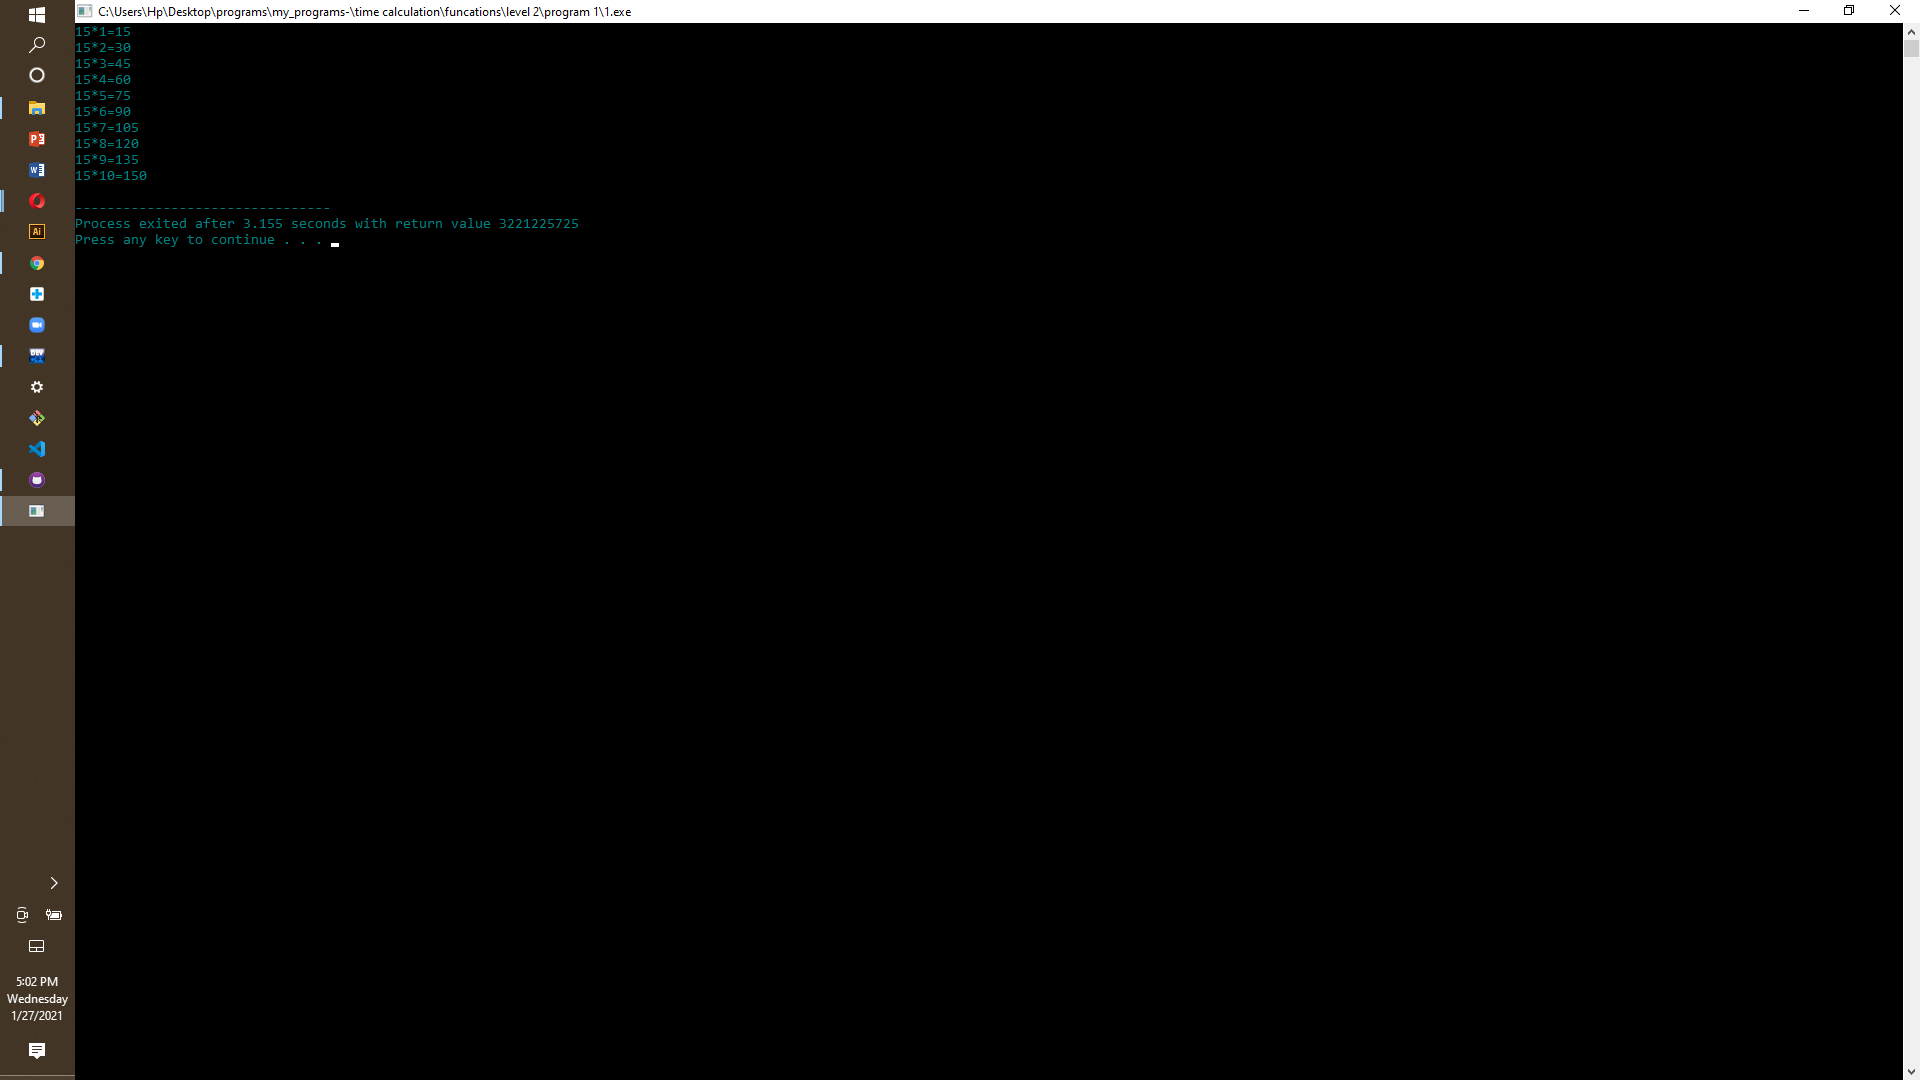 C:\Users\Hp\Desktop\programs\my_programs-\time calculation\funcations\level 2\program 1\1.exe
15*1=15
15*2=30
15*3=45
15*4=60
15*5=75
15*6=90
15*7=105
15*8=120
15*9=135
15*10=150
--------------------------------
Process exited after 3.155 seconds with return value 3221225725
Press any key to continue . . .
Ai
DEV
5:02 PM
Wednesday
1/27/2021